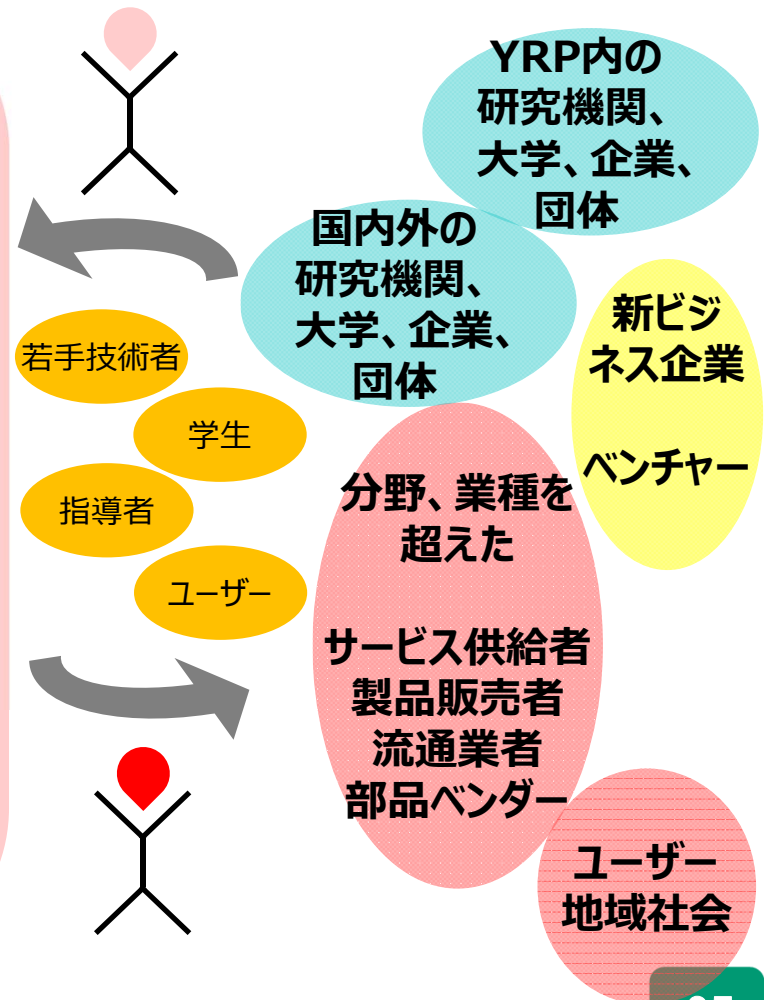 YRP内の
研究機関、
大学、企業、
団体
国内外の
研究機関、
大学、企業、
団体
新ビジ
ネス企業
ベンチャー
若手技術者
学生
指導者
ユーザー
分野、業種を
超えた
サービス供給者
製品販売者
流通業者
部品ベンダー
ユーザー
地域社会